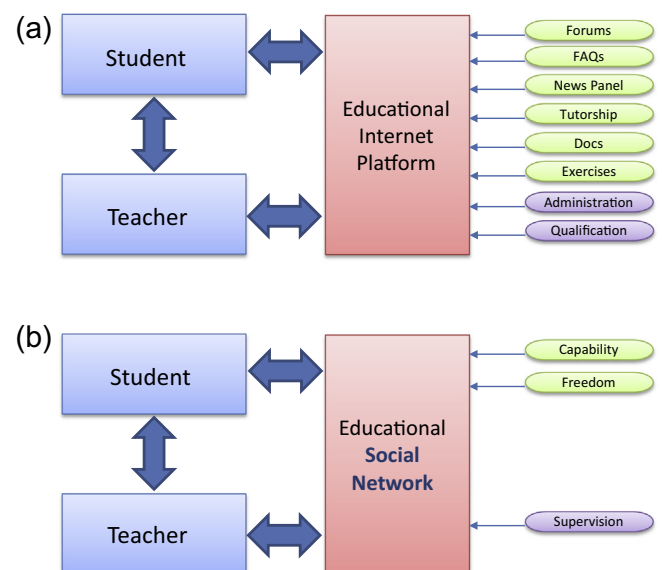 (a)
Student
Teacher
Educational
Internet
Platform
Forums
FAQs
News Panel
Tutorship
Docs
Exercises
Administration
Qualification
(b)
Student
Teacher
Educational
Social
Network
Capability
Freedom
Supervision